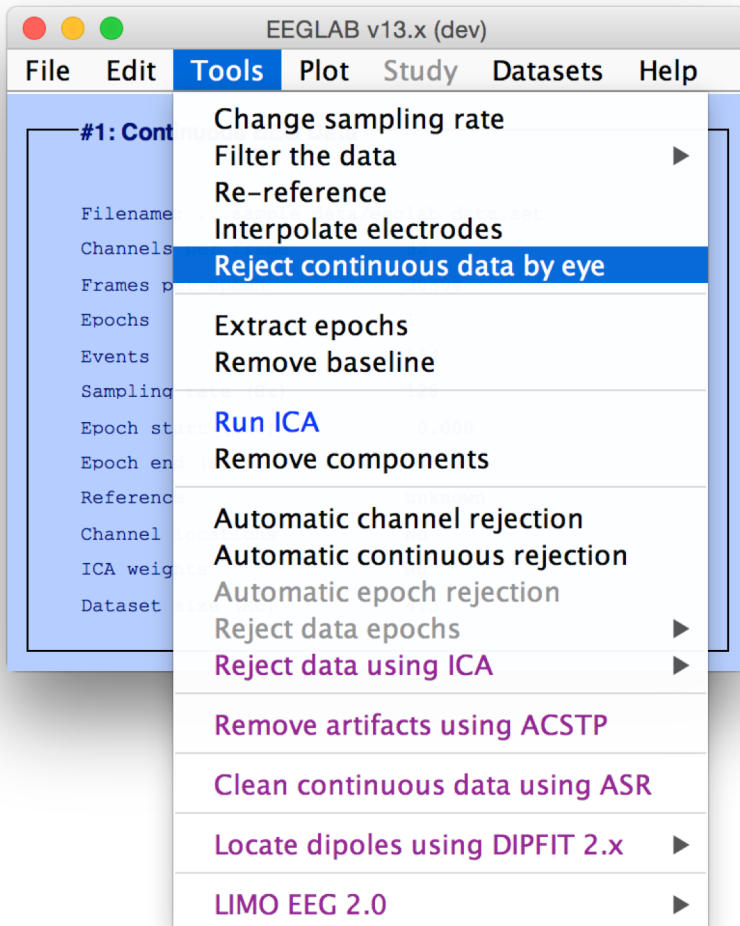 EEGLAB v13.x (dev)
File Edit Tools Plot Study Datasets Help
#1: Cont
Filename
Channels
Frames p
Epochs
Events
Sampling
Epoch st
Epoch en
Referenc
Channel
ICA weig
Dataset
Change sampling rate
Filter the data
Re-reference
Interpolate electrodes
Reject continuous data by eye
Extract epochs
Remove baseline
Run ICA
Remove components
Automatic channel rejection
Automatic continuous rejection
Automatic epoch rejection
Reject data epochs
Reject data using ICA
Remove artifacts using ACSTP
Clean continuous data using ASR
Locate dipoles using DIPFIT 2.x
LIMO EEG 2.0